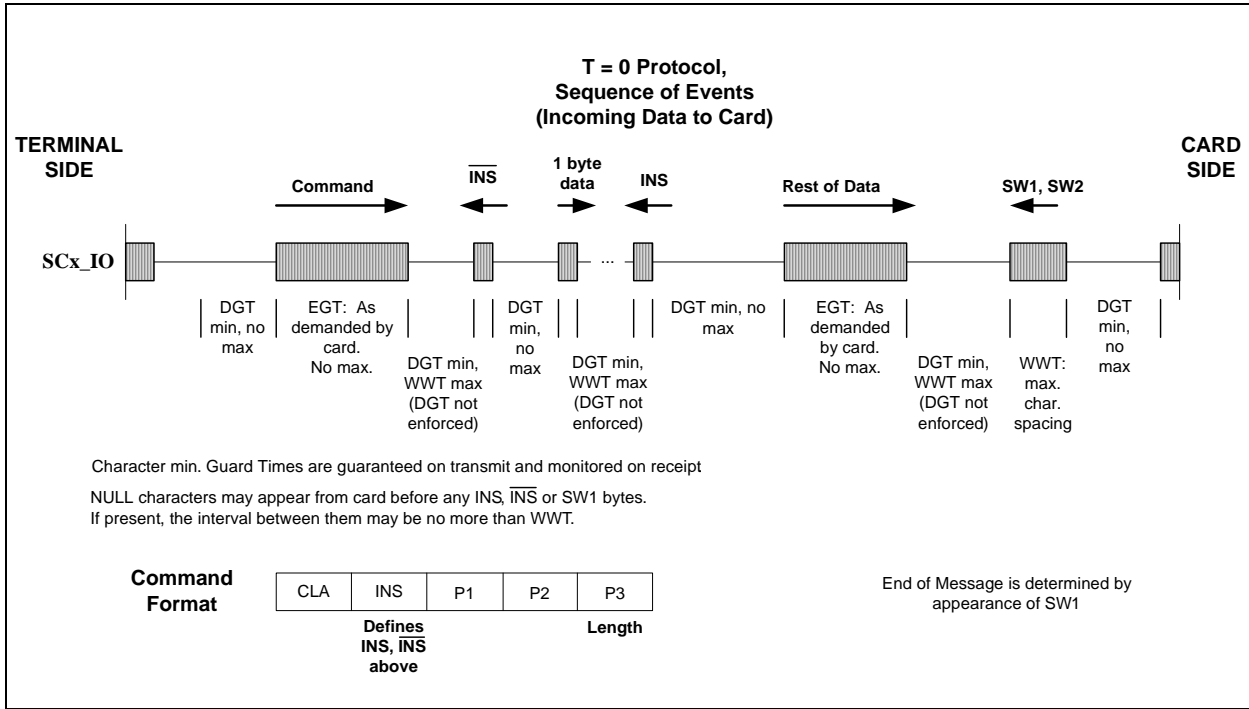 T = 0 Protocol,
Sequence of Events
(Incoming Data to Card)
TERMINAL
SIDE
CARD
SIDE
Command
I̅N̅S̅
1 byte
data
INS
Rest of Data
SW1, SW2
SCx_IO
...
DGT
min, no
max
EGT: As
demanded by
card.
No max.
DGT min,
WWT max
(DGT not
enforced)
DGT
min,
no
max
DGT min,
WWT max
(DGT not
enforced)
DGT min, no
max
EGT: As
demanded
by card.
No max.
DGT min,
WWT max
(DGT not
enforced)
WWT:
max.
char.
spacing
DGT
min,
no
max
Character min. Guard Times are guaranteed on transmit and monitored on receipt
NULL characters may appear from card before any INS, I̅N̅S̅ or SW1 bytes.
If present, the interval between them may be no more than WWT.
Command
Format
CLA INS P1 P2 P3
Defines
INS, I̅N̅S̅
above
Length
End of Message is determined by
appearance of SW1